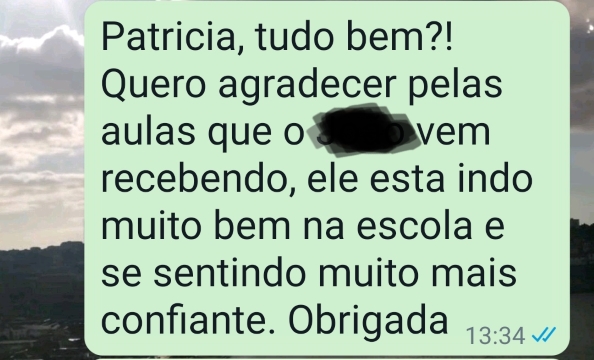 Patricia, tudo bem?!
Quero agradecer pelas
aulas que o vem
recebendo, ele esta indo
muito bem na escola e
se sentindo muito mais
confiante. Obrigada
13:34